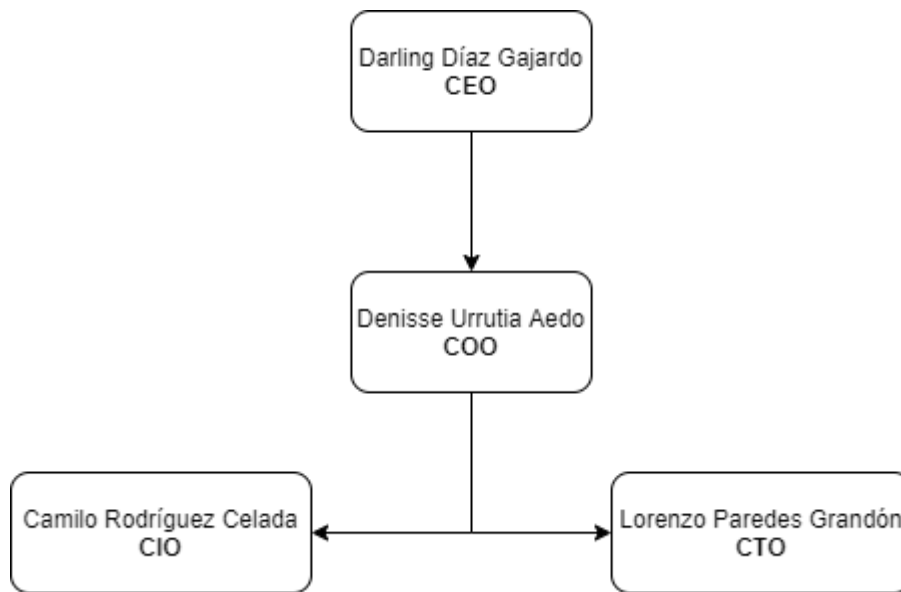 Darling Díaz Gajardo
CEO
Denisse Urrutia Aedo
COO
Camilo Rodríguez Celada
CIO
Lorenzo Paredes Grandón
CTO